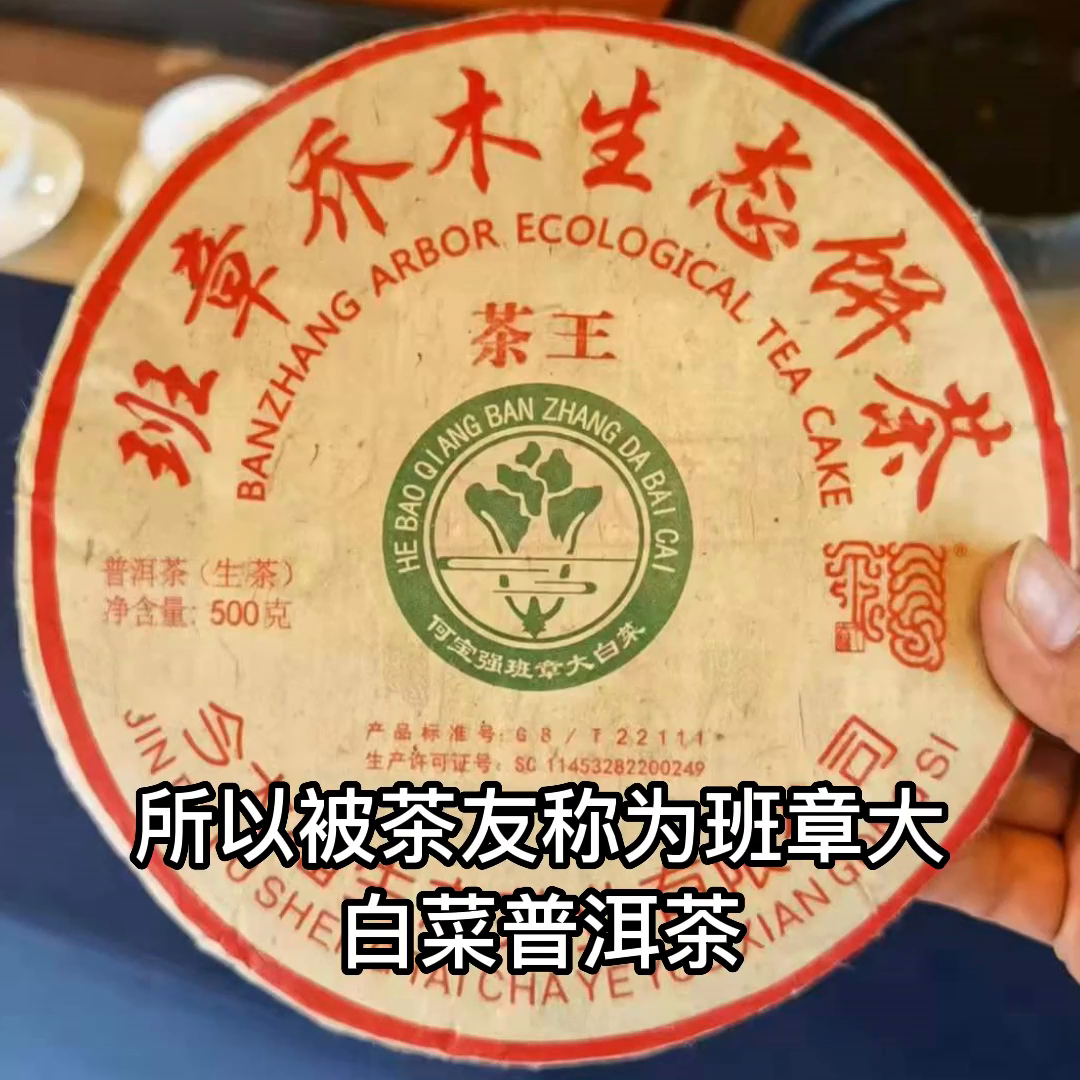 班章乔木生态饼茶
BANZHANG ARBOR ECOLOGICAL TEA CAKE
茶王
HE BAO QIANG BAN ZHANG DA BAI CAI
何宝强班章大白菜
普洱茶（生茶）
净含量: 500克
产品标准号: GB/T 22111
生产许可证号: SC 11453282200249
所以被茶友称为班章大
白菜普洱茶